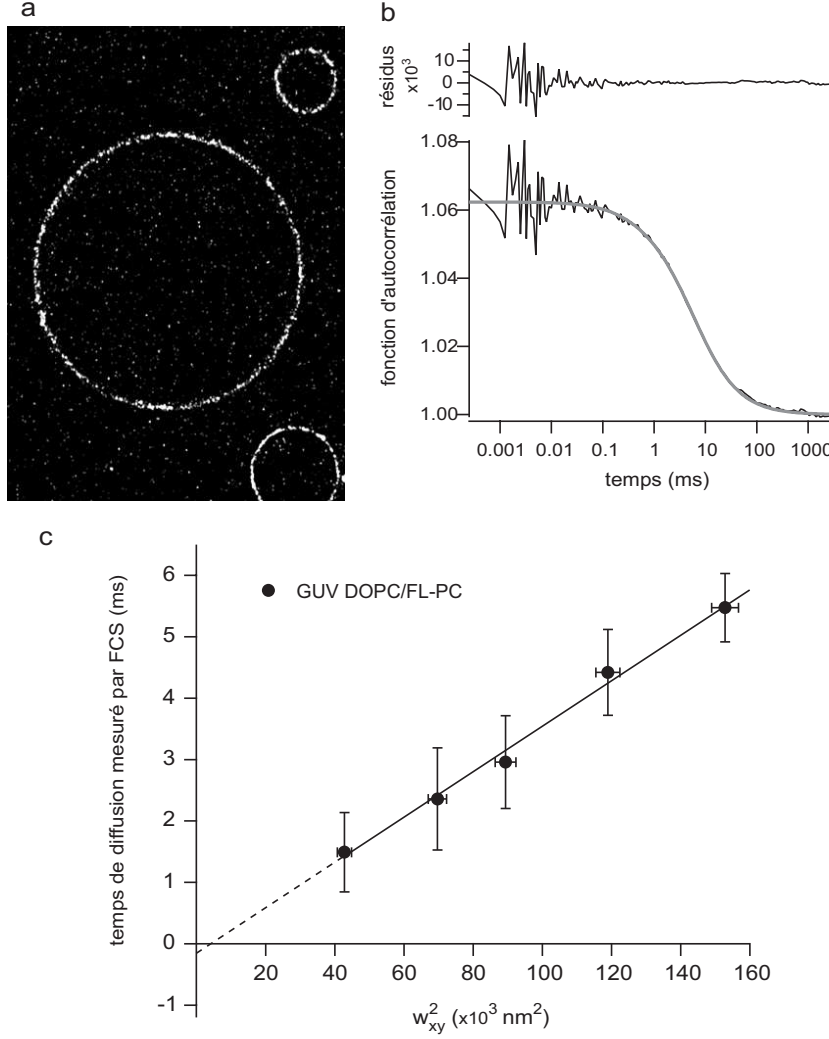 a
b
résidus
x10³
10
0
-10
fonction d'autocorrélation
1.08
1.06
1.04
1.02
1.00
0.001 0.01 0.1 1 10 100 1000
temps (ms)
c
temps de diffusion mesuré par FCS (ms)
GUV DOPC/FL-PC
6
5
4
3
2
1
0
-1
20 40 60 80 100 120 140 160
w²xy (x10³ nm²)